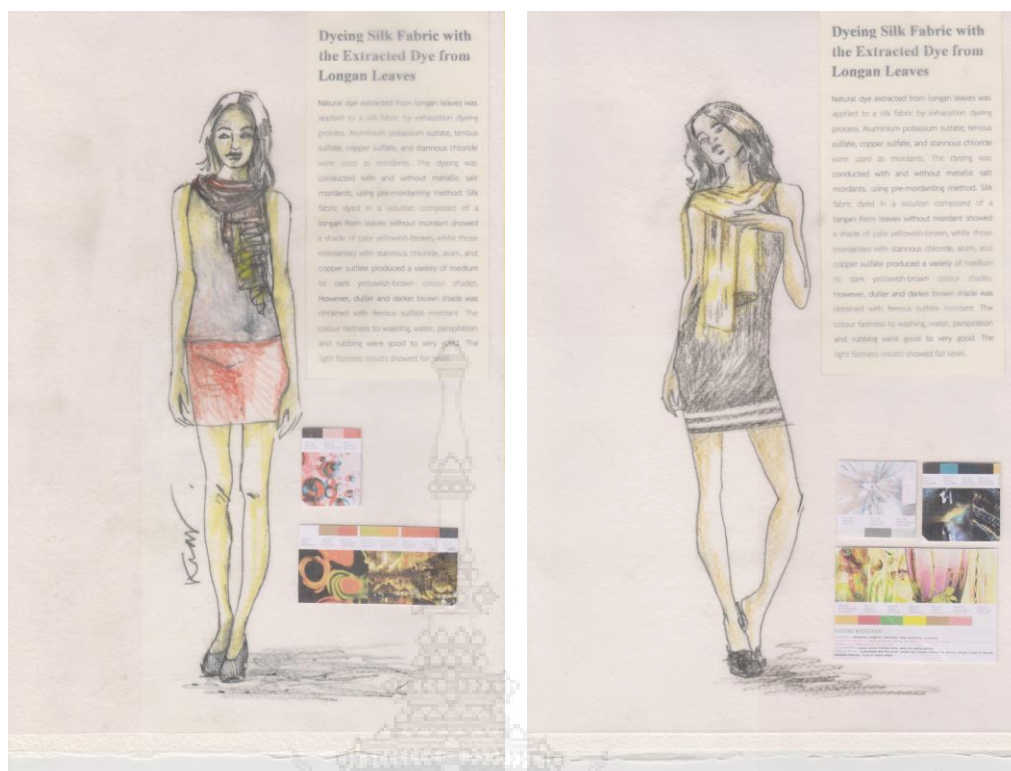 Dyeing Silk Fabric with
the Extracted Dye from
Longan Leaves
Natural dye extracted from longan leaves was
applied to a silk fabric by exhaustion dyeing
process. Aluminium potassium sulfate, ferrous
sulfate, copper sulfate, and stannous chloride
were used as mordants. The dyeing was
conducted with and without metallic salt
mordants, using pre-mordanting method. Silk
fabric dyed in a solution composed of a
longan from leaves without mordant showed
a shade of pale yellowish-brown, while those
mordanted with stannous chloride, alum, and
copper sulfate produced a variety of medium
to dark yellowish-brown colour shades.
However, duller and darker brown shade was
obtained with ferrous sulfate mordant. The
colour fastness to washing, water, perspiration
and rubbing were good to very good. The
light fastness results showed fair level.
Kim
Dyeing Silk Fabric with
the Extracted Dye from
Longan Leaves
Natural dye extracted from longan leaves was
applied to a silk fabric by exhaustion dyeing
process. Aluminium potassium sulfate, ferrous
sulfate, copper sulfate, and stannous chloride
were used as mordants. The dyeing was
conducted with and without metallic salt
mordants, using pre-mordanting method. Silk
fabric dyed in a solution composed of a
longan from leaves without mordant showed
a shade of pale yellowish-brown, while those
mordanted with stannous chloride, alum, and
copper sulfate produced a variety of medium
to dark yellowish-brown colour shades.
However, duller and darker brown shade was
obtained with ferrous sulfate mordant. The
colour fastness to washing, water, perspiration
and rubbing were good to very good. The
light fastness results showed fair level.